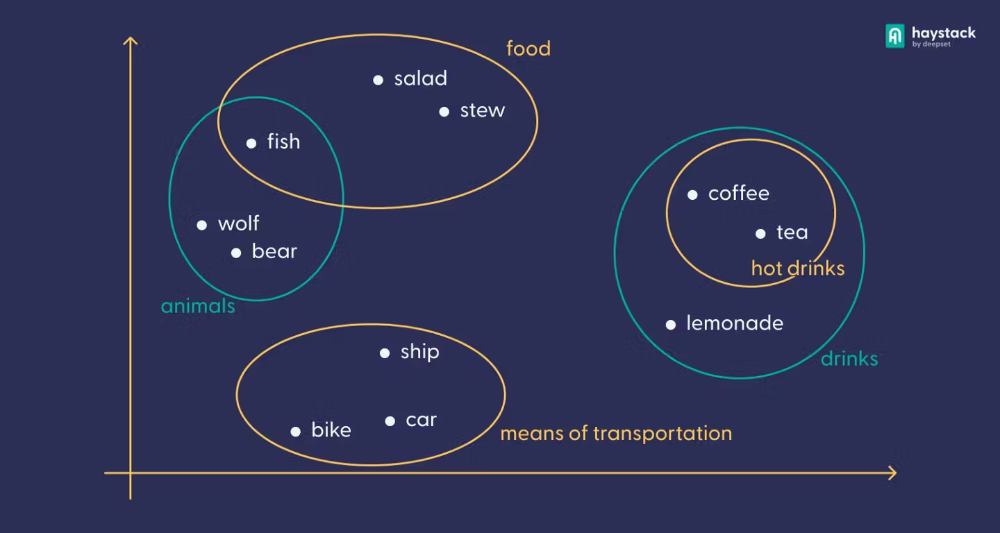 haystack
by deepset
food
salad
stew
fish
wolf
bear
animals
coffee
tea
hot drinks
lemonade
drinks
ship
car
bike
means of transportation